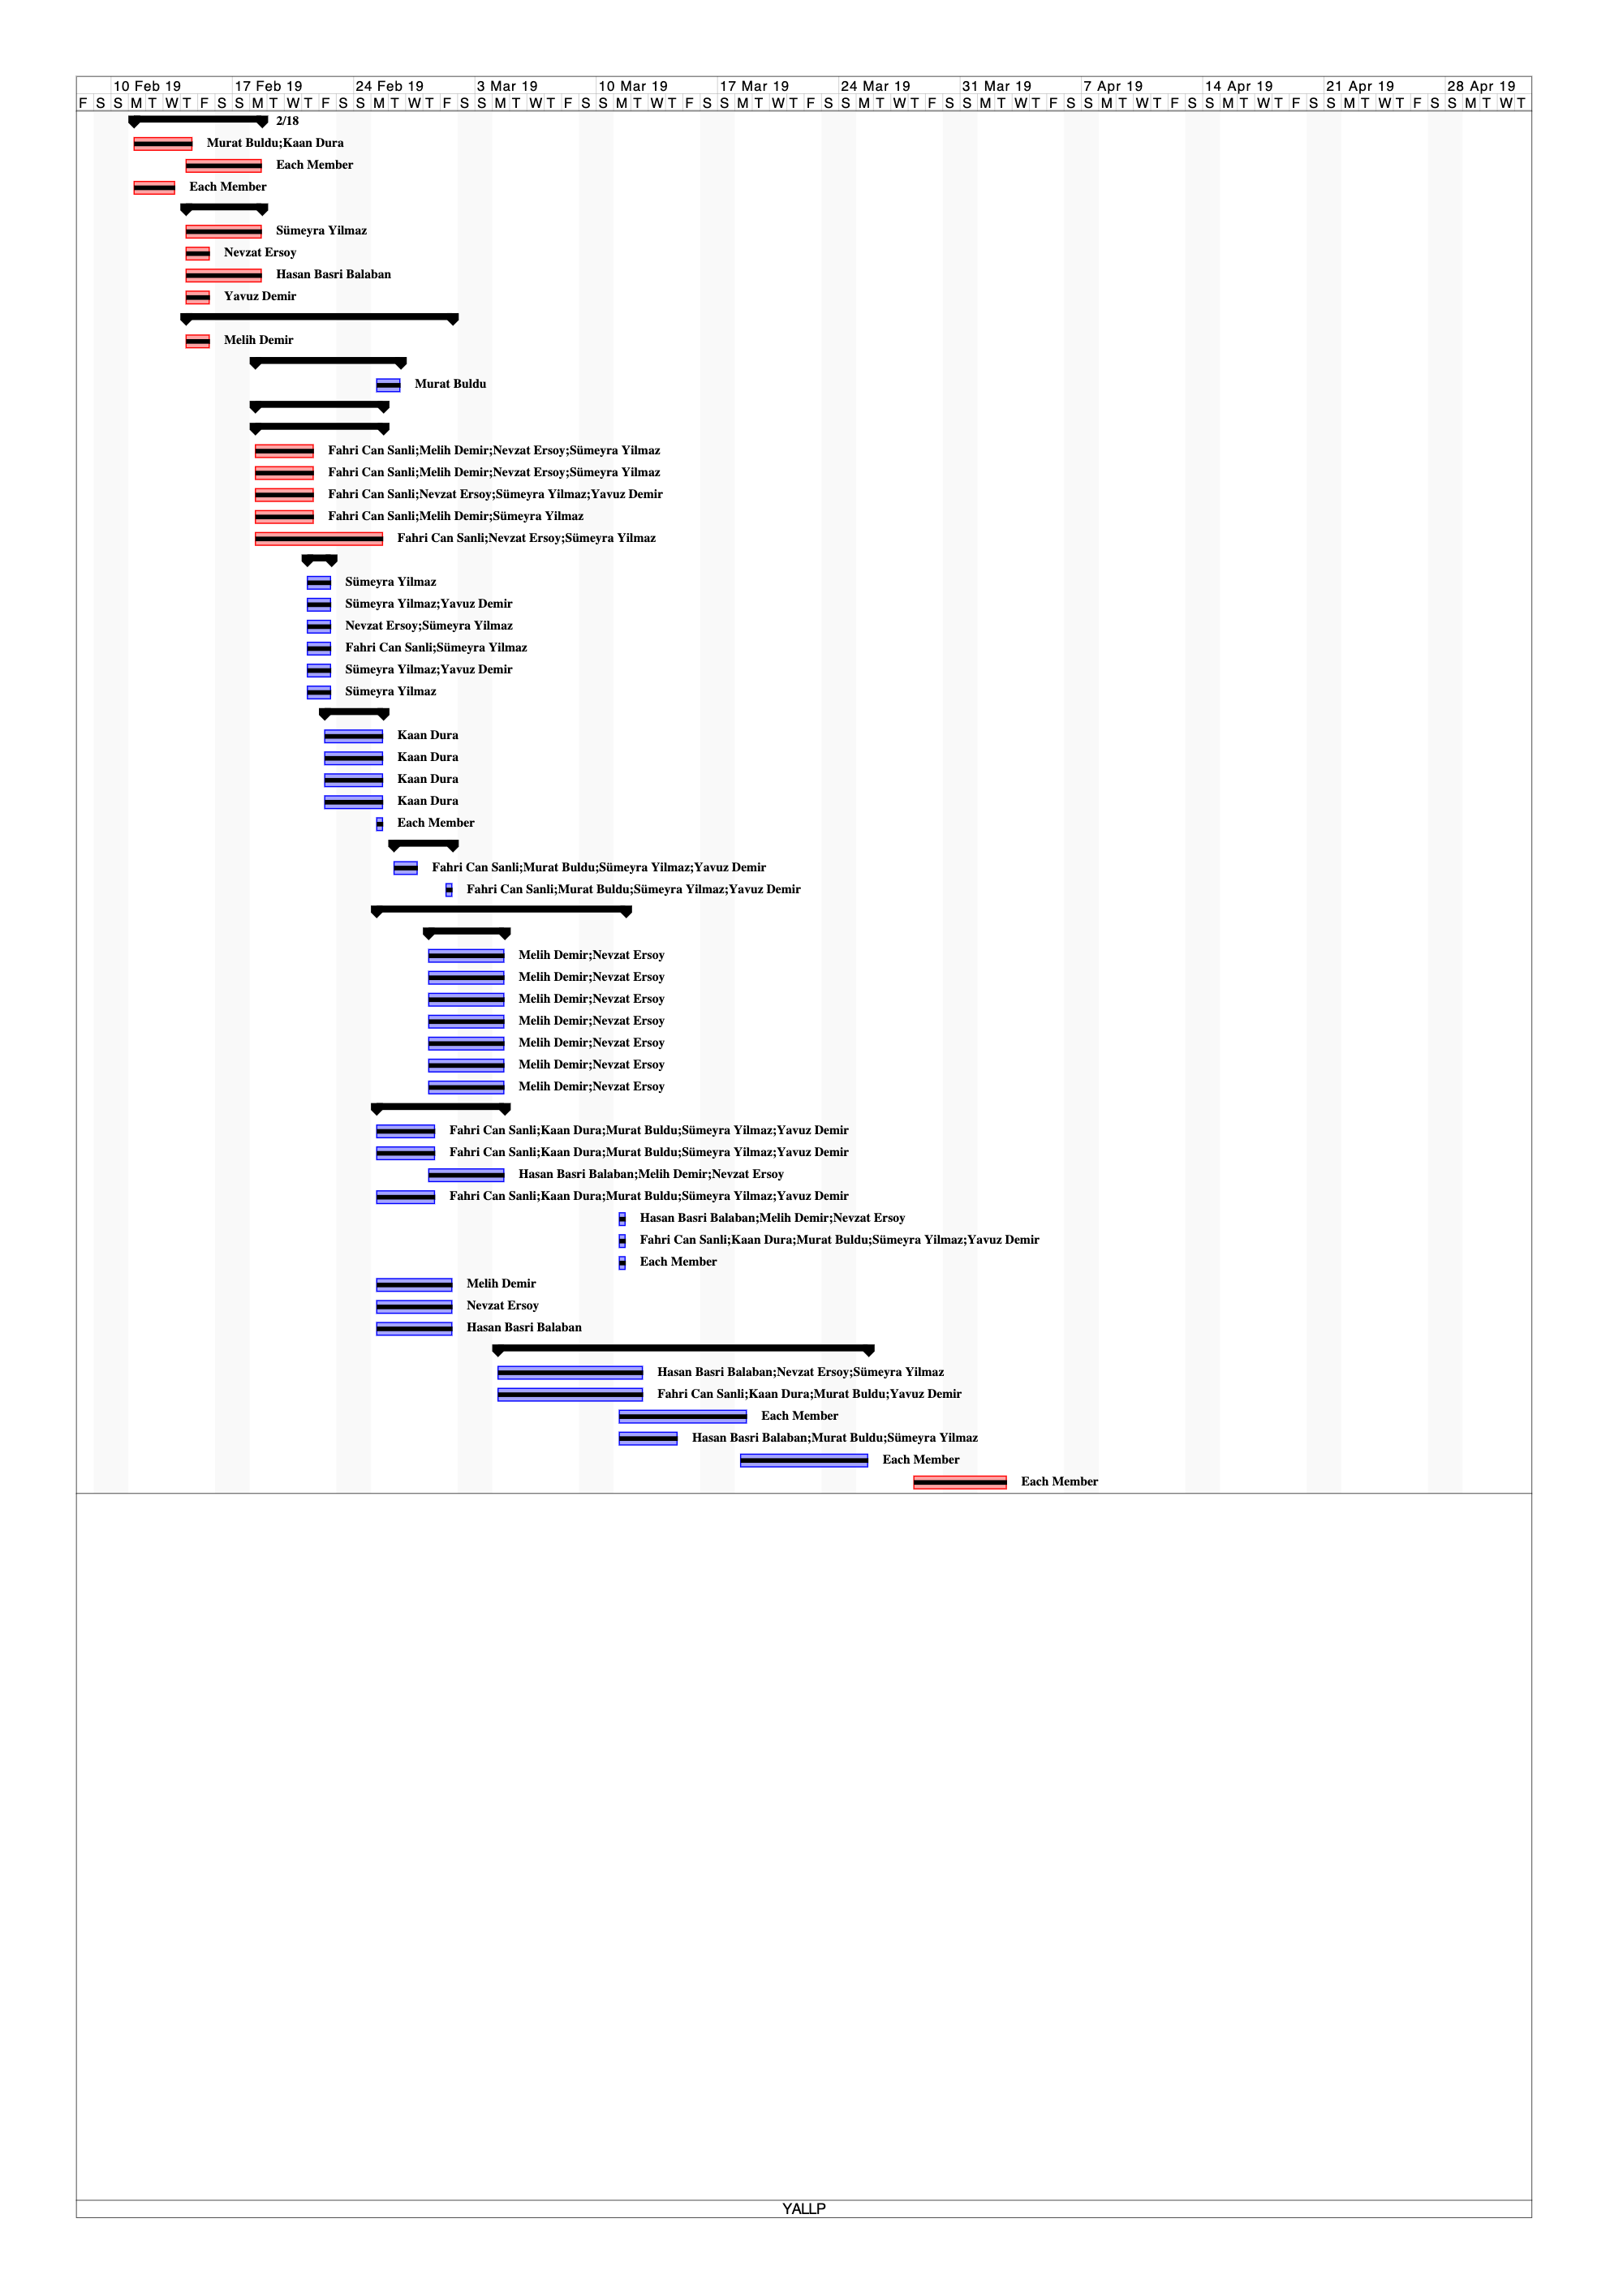 10 Feb 19 17 Feb 19 24 Feb 19 3 Mar 19 10 Mar 19 17 Mar 19 24 Mar 19 31 Mar 19 7 Apr 19 14 Apr 19 21 Apr 19 28 Apr 19
F S S M T W T F S S M T W T F S S M T W T F S S M T W T F S S M T W T F S S M T W T F S S M T W T F S S M T W T F S S M T W T F S S M T W T F S S M T W T F S S M T W T
2/18
Murat Buldu;Kaan Dura
Each Member
Each Member
Sümeyra Yilmaz
Nevzat Ersoy
Hasan Basri Balaban
Yavuz Demir
Melih Demir
Murat Buldu
Fahri Can Sanli;Melih Demir;Nevzat Ersoy;Sümeyra Yilmaz
Fahri Can Sanli;Melih Demir;Nevzat Ersoy;Sümeyra Yilmaz
Fahri Can Sanli;Nevzat Ersoy;Sümeyra Yilmaz;Yavuz Demir
Fahri Can Sanli;Melih Demir;Sümeyra Yilmaz
Fahri Can Sanli;Nevzat Ersoy;Sümeyra Yilmaz
Sümeyra Yilmaz
Sümeyra Yilmaz;Yavuz Demir
Nevzat Ersoy;Sümeyra Yilmaz
Fahri Can Sanli;Sümeyra Yilmaz
Sümeyra Yilmaz;Yavuz Demir
Sümeyra Yilmaz
Kaan Dura
Kaan Dura
Kaan Dura
Kaan Dura
Each Member
Fahri Can Sanli;Murat Buldu;Sümeyra Yilmaz;Yavuz Demir
Fahri Can Sanli;Murat Buldu;Sümeyra Yilmaz;Yavuz Demir
Melih Demir;Nevzat Ersoy
Melih Demir;Nevzat Ersoy
Melih Demir;Nevzat Ersoy
Melih Demir;Nevzat Ersoy
Melih Demir;Nevzat Ersoy
Melih Demir;Nevzat Ersoy
Melih Demir;Nevzat Ersoy
Fahri Can Sanli;Kaan Dura;Murat Buldu;Sümeyra Yilmaz;Yavuz Demir
Fahri Can Sanli;Kaan Dura;Murat Buldu;Sümeyra Yilmaz;Yavuz Demir
Hasan Basri Balaban;Melih Demir;Nevzat Ersoy
Fahri Can Sanli;Kaan Dura;Murat Buldu;Sümeyra Yilmaz;Yavuz Demir
Hasan Basri Balaban;Melih Demir;Nevzat Ersoy
Fahri Can Sanli;Kaan Dura;Murat Buldu;Sümeyra Yilmaz;Yavuz Demir
Each Member
Melih Demir
Nevzat Ersoy
Hasan Basri Balaban
Hasan Basri Balaban;Nevzat Ersoy;Sümeyra Yilmaz
Fahri Can Sanli;Kaan Dura;Murat Buldu;Yavuz Demir
Each Member
Hasan Basri Balaban;Murat Buldu;Sümeyra Yilmaz
Each Member
Each Member
YALLP